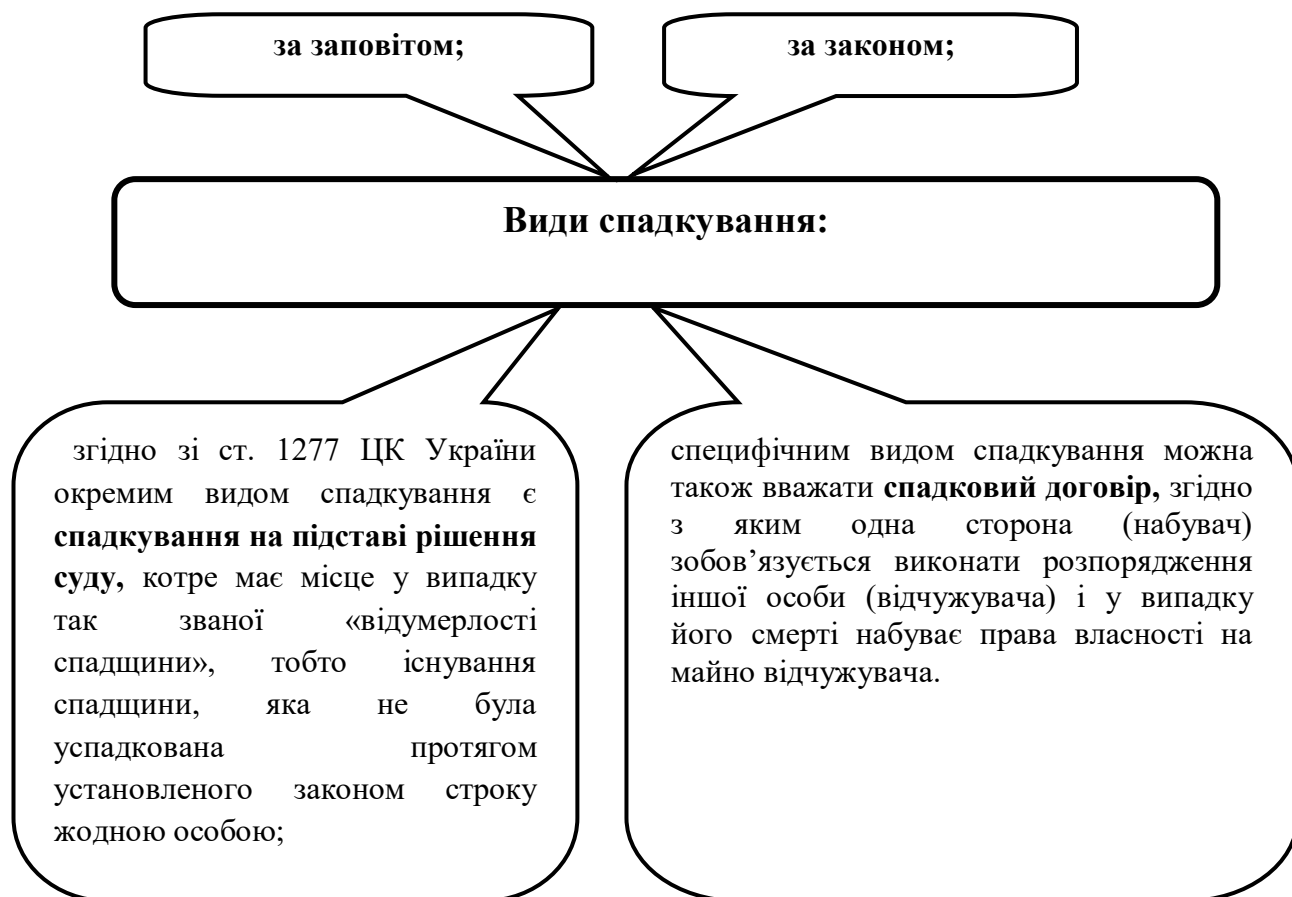 за заповітом;
за законом;
Види спадкування:
згідно зі ст. 1277 ЦК України
окремим видом спадкування є
спадкування на підставі рішення
суду, котре має місце у випадку
так званої «відумерлості
спадщини», тобто існування
спадщини, яка не була
успадкована протягом
установленого законом строку
жодною особою;
специфічним видом спадкування можна
також вважати спадковий договір, згідно
з яким одна сторона (набувач)
зобов’язується виконати розпорядження
іншої особи (відчужувача) і у випадку
його смерті набуває права власності на
майно відчужувача.